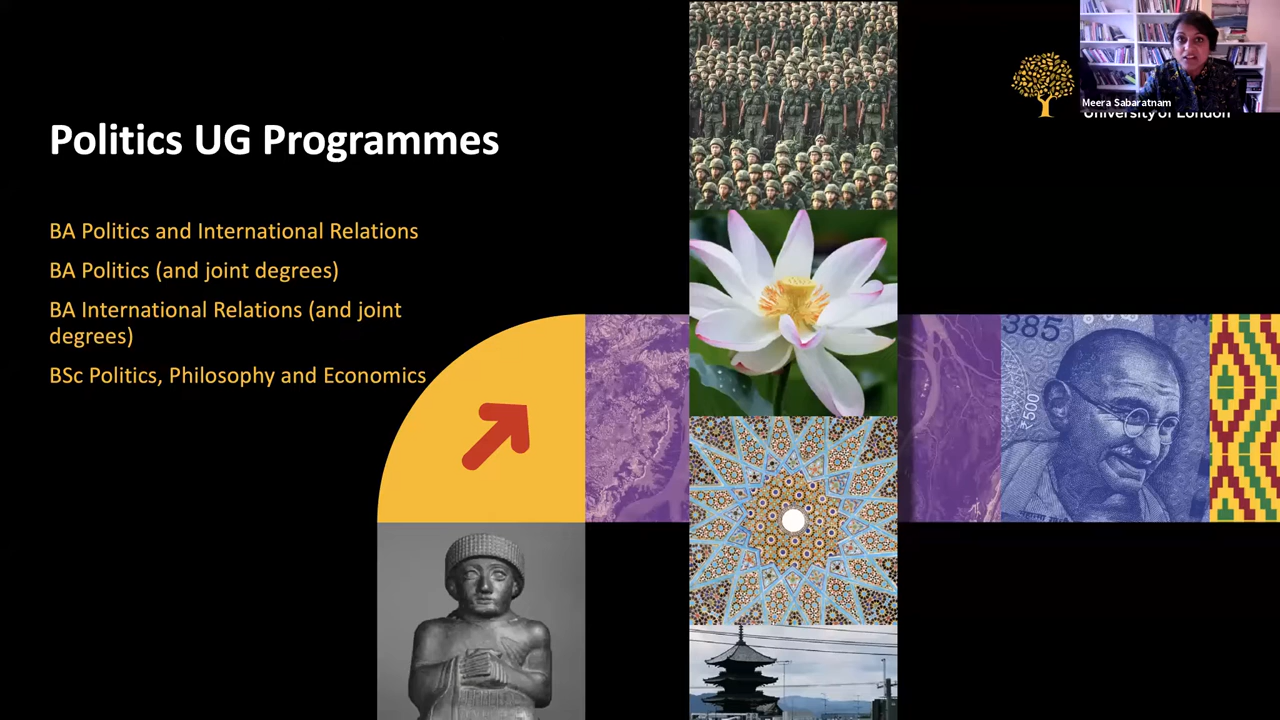 Politics UG Programmes
BA Politics and International Relations
BA Politics (and joint degrees)
BA International Relations (and joint
degrees)
BSc Politics, Philosophy and Economics
Meera Sabaratnam
University of London
385
₹500